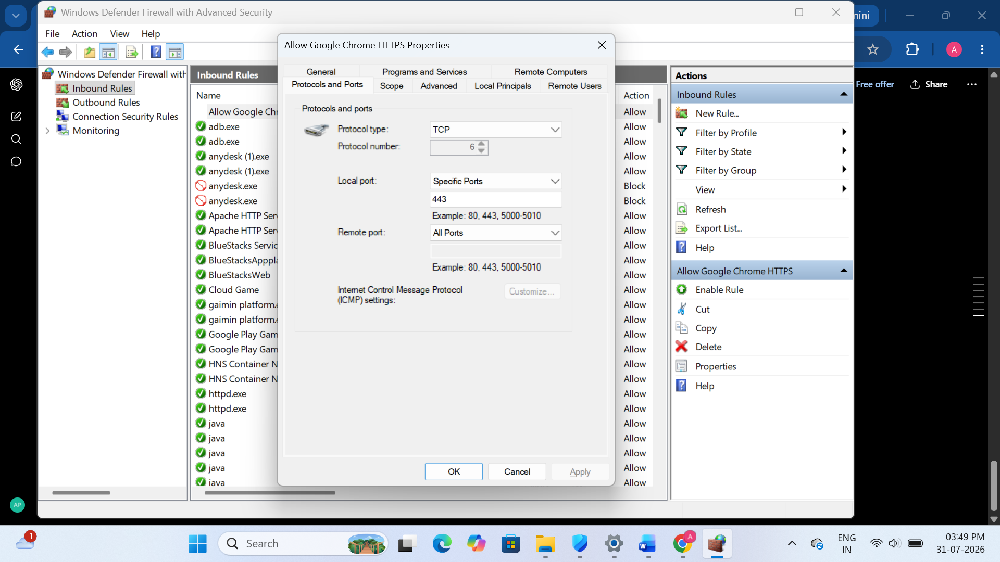 Windows Defender Firewall with Advanced Security
File Action View Help
Windows Defender Firewall with
Inbound Rules
Outbound Rules
Connection Security Rules
Monitoring
Inbound Rules
Name
Action
Allow Google Chr
Allow
adb.exe
Allow
adb.exe
Allow
anydesk (1).exe
Allow
anydesk (1).exe
Allow
anydesk.exe
Block
anydesk.exe
Block
Apache HTTP Ser
Allow
Apache HTTP Ser
Allow
BlueStacks Servic
Allow
BlueStacksApppla
Allow
BlueStacksWeb
Allow
Cloud Game
Allow
gaimin platform.e
Allow
gaimin platform.e
Allow
Google Play Gam
Allow
Google Play Gam
Allow
HNS Container N
Allow
HNS Container N
Allow
httpd.exe
Allow
httpd.exe
Allow
java
Allow
java
Allow
java
Allow
java
Allow
java
Allow
Allow Google Chrome HTTPS Properties
General Programs and Services Remote Computers
Protocols and Ports Scope Advanced Local Principals Remote Users
Protocols and ports
Protocol type: TCP
Protocol number: 6
Local port: Specific Ports
443
Example: 80, 443, 5000-5010
Remote port: All Ports
Example: 80, 443, 5000-5010
Internet Control Message Protocol
(ICMP) settings:
Customize...
OK Cancel Apply
Actions
Inbound Rules
New Rule...
Filter by Profile
Filter by State
Filter by Group
View
Refresh
Export List...
Help
Allow Google Chrome HTTPS
Enable Rule
Cut
Copy
Delete
Properties
Help
nini
A
Free offer Share
AP
1
Search
A
ENG
IN
03:49 PM
31-07-2026